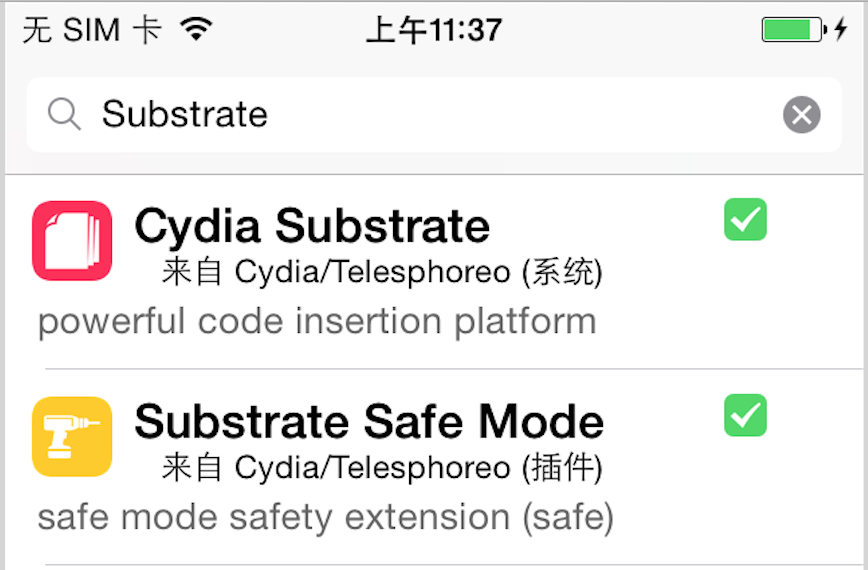 无 SIM 卡 上午11:37
Substrate
Cydia Substrate
来自 Cydia/Telesphoreo (系统)
powerful code insertion platform
Substrate Safe Mode
来自 Cydia/Telesphoreo (插件)
safe mode safety extension (safe)